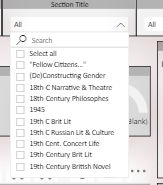 Section Title
All
All
Search
Select all
"Fellow Citizens..."
(De)Constructing Gender
18th C Narrative & Theatre
18th-Century Philosophes
1945
19th C Brit Lit
19th C Russian Lit & Culture
Blank)
19th Cent. Concert Life
19th-Century Brit Lit
19th-Century British Novel